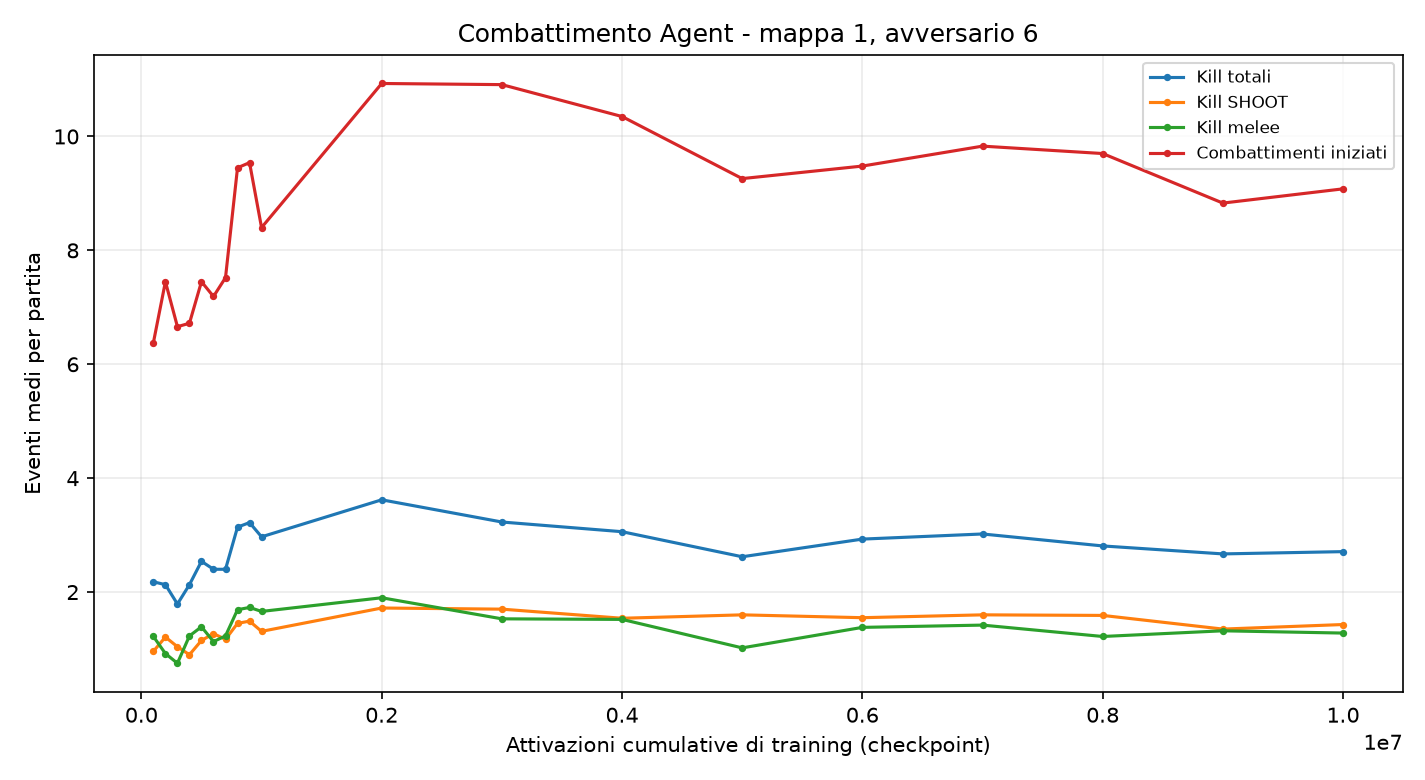 Combattimento Agent - mappa 1, avversario 6
Kill totali
Kill SHOOT
Kill melee
Combattimenti iniziati
Eventi medi per partita
10
8
6
4
2
0.0 0.2 0.4 0.6 0.8 1.0
1e7
Attivazioni cumulative di training (checkpoint)